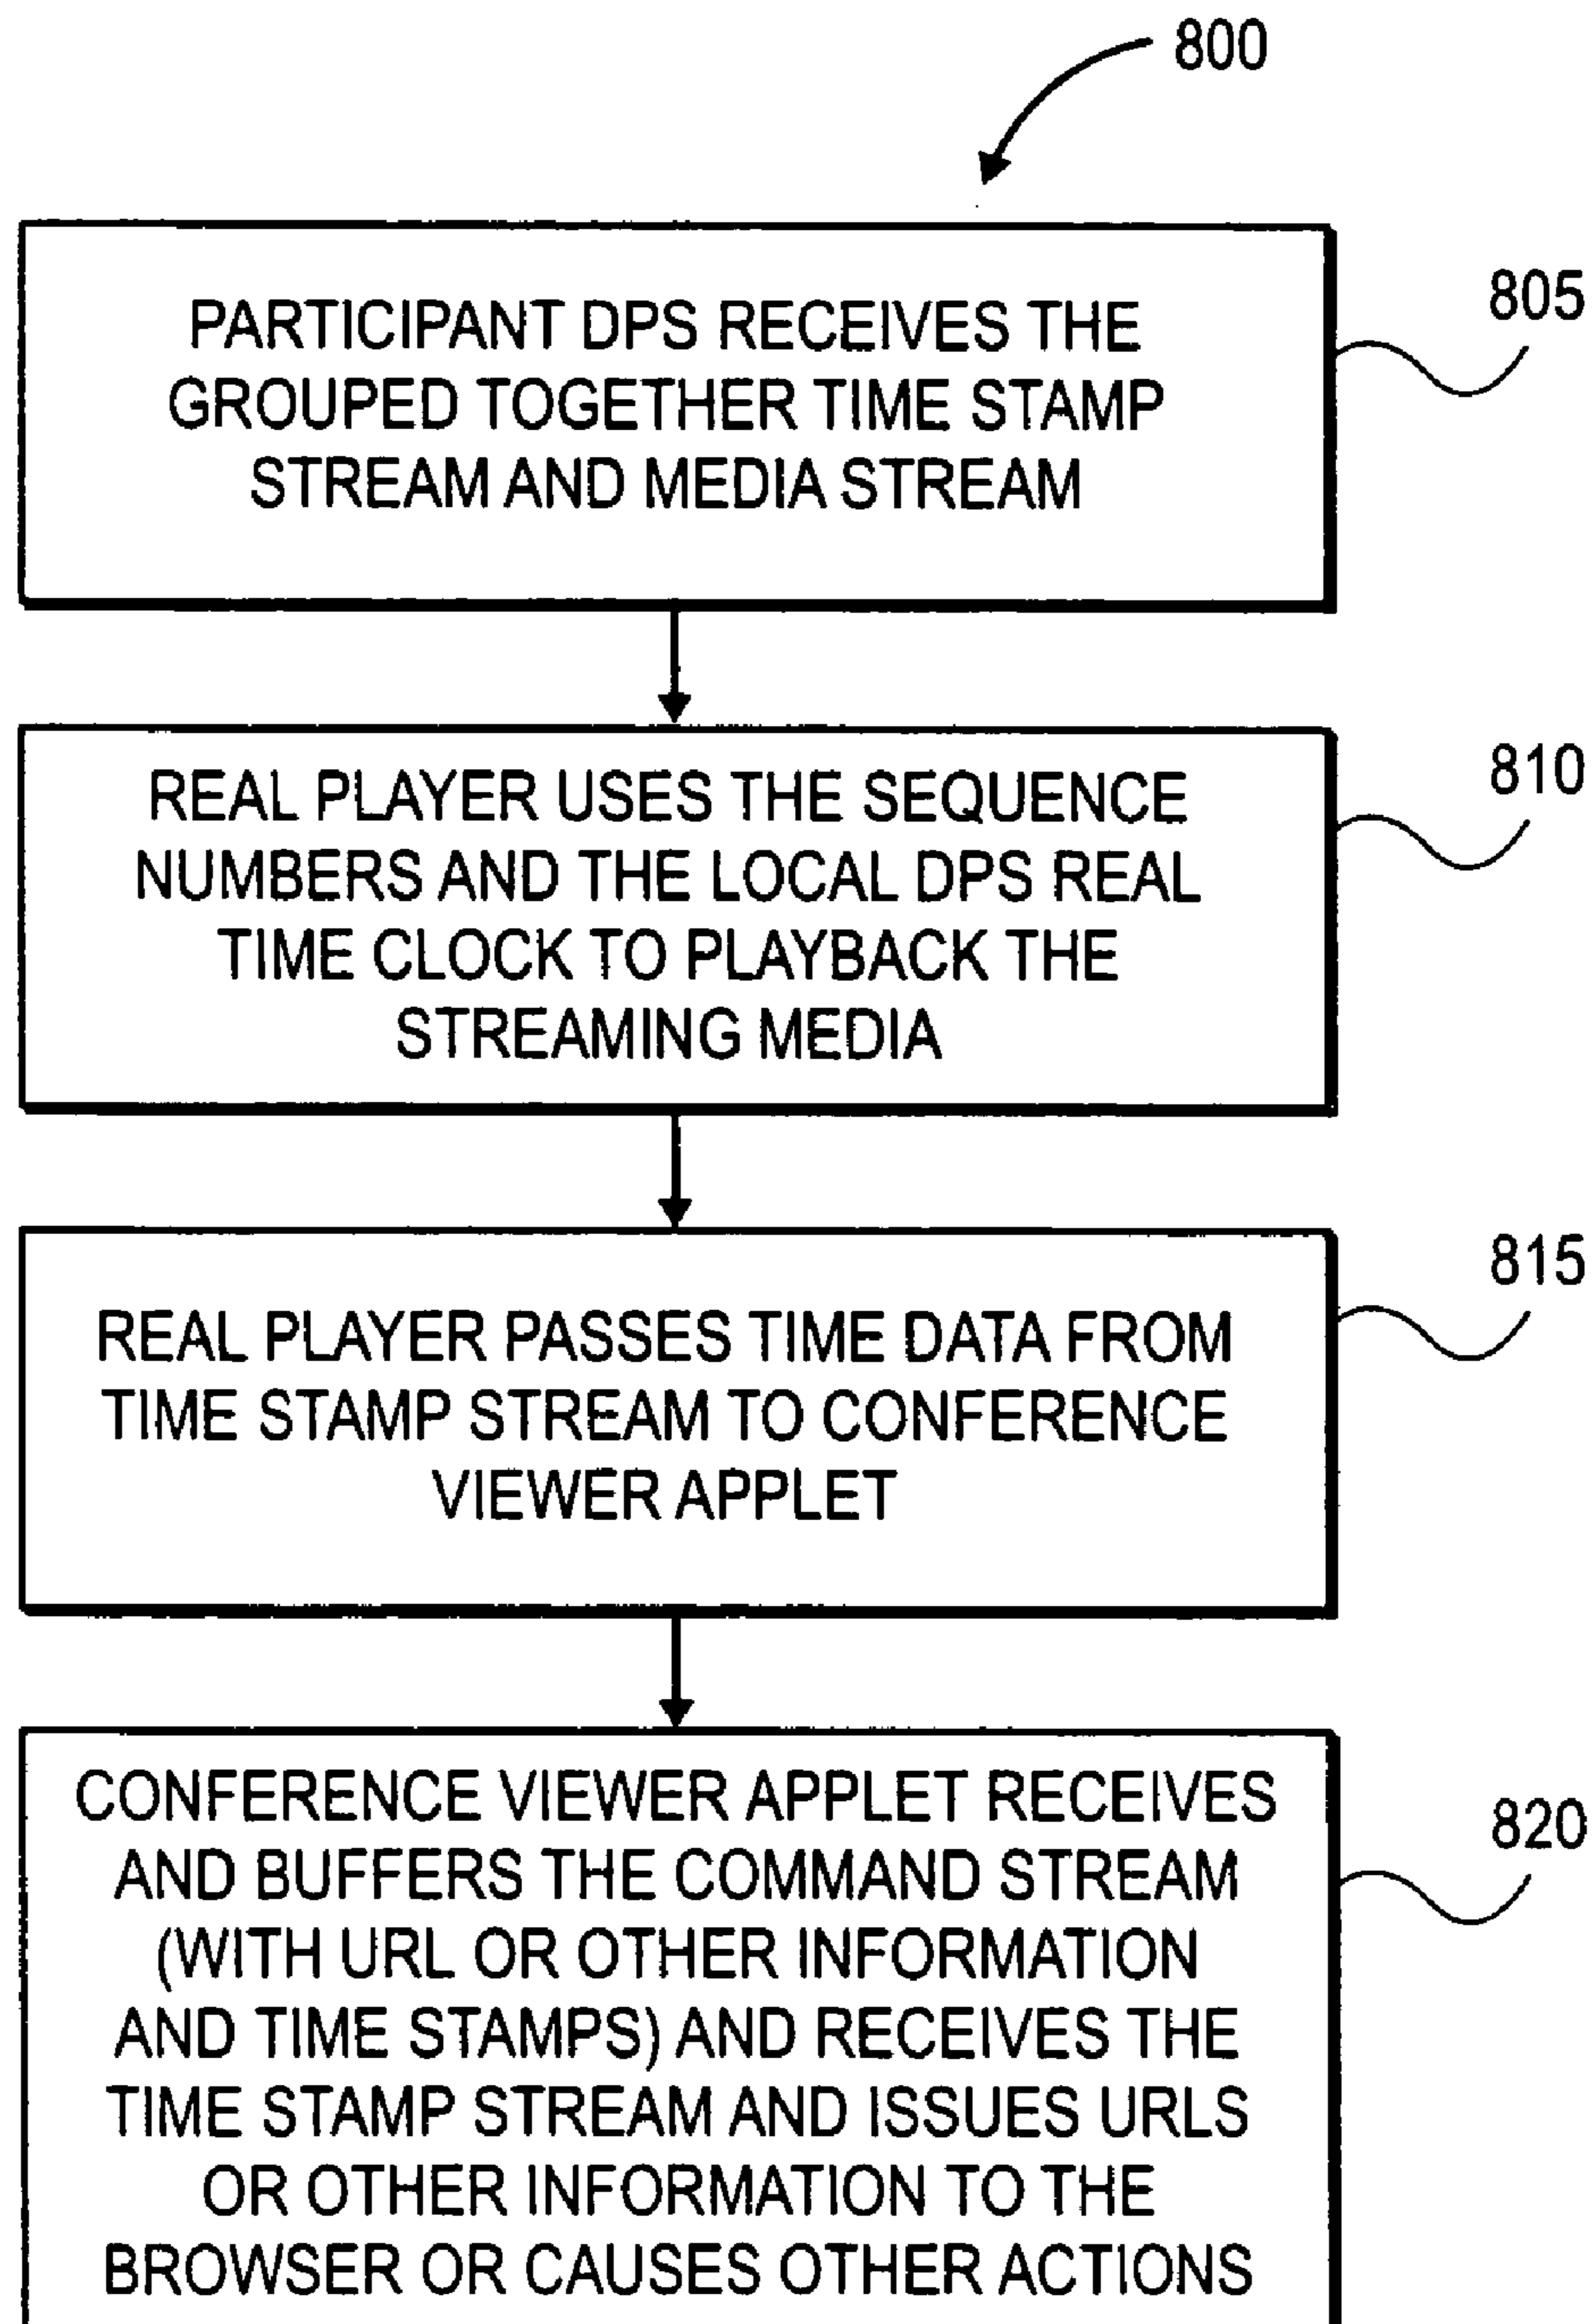 800
PARTICIPANT DPS RECEIVES THE
GROUPED TOGETHER TIME STAMP
STREAM AND MEDIA STREAM
805
REAL PLAYER USES THE SEQUENCE
NUMBERS AND THE LOCAL DPS REAL
TIME CLOCK TO PLAYBACK THE
STREAMING MEDIA
810
REAL PLAYER PASSES TIME DATA FROM
TIME STAMP STREAM TO CONFERENCE
VIEWER APPLET
815
CONFERENCE VIEWER APPLET RECEIVES
AND BUFFERS THE COMMAND STREAM
(WITH URL OR OTHER INFORMATION
AND TIME STAMPS) AND RECEIVES THE
TIME STAMP STREAM AND ISSUES URLS
OR OTHER INFORMATION TO THE
BROWSER OR CAUSES OTHER ACTIONS
820